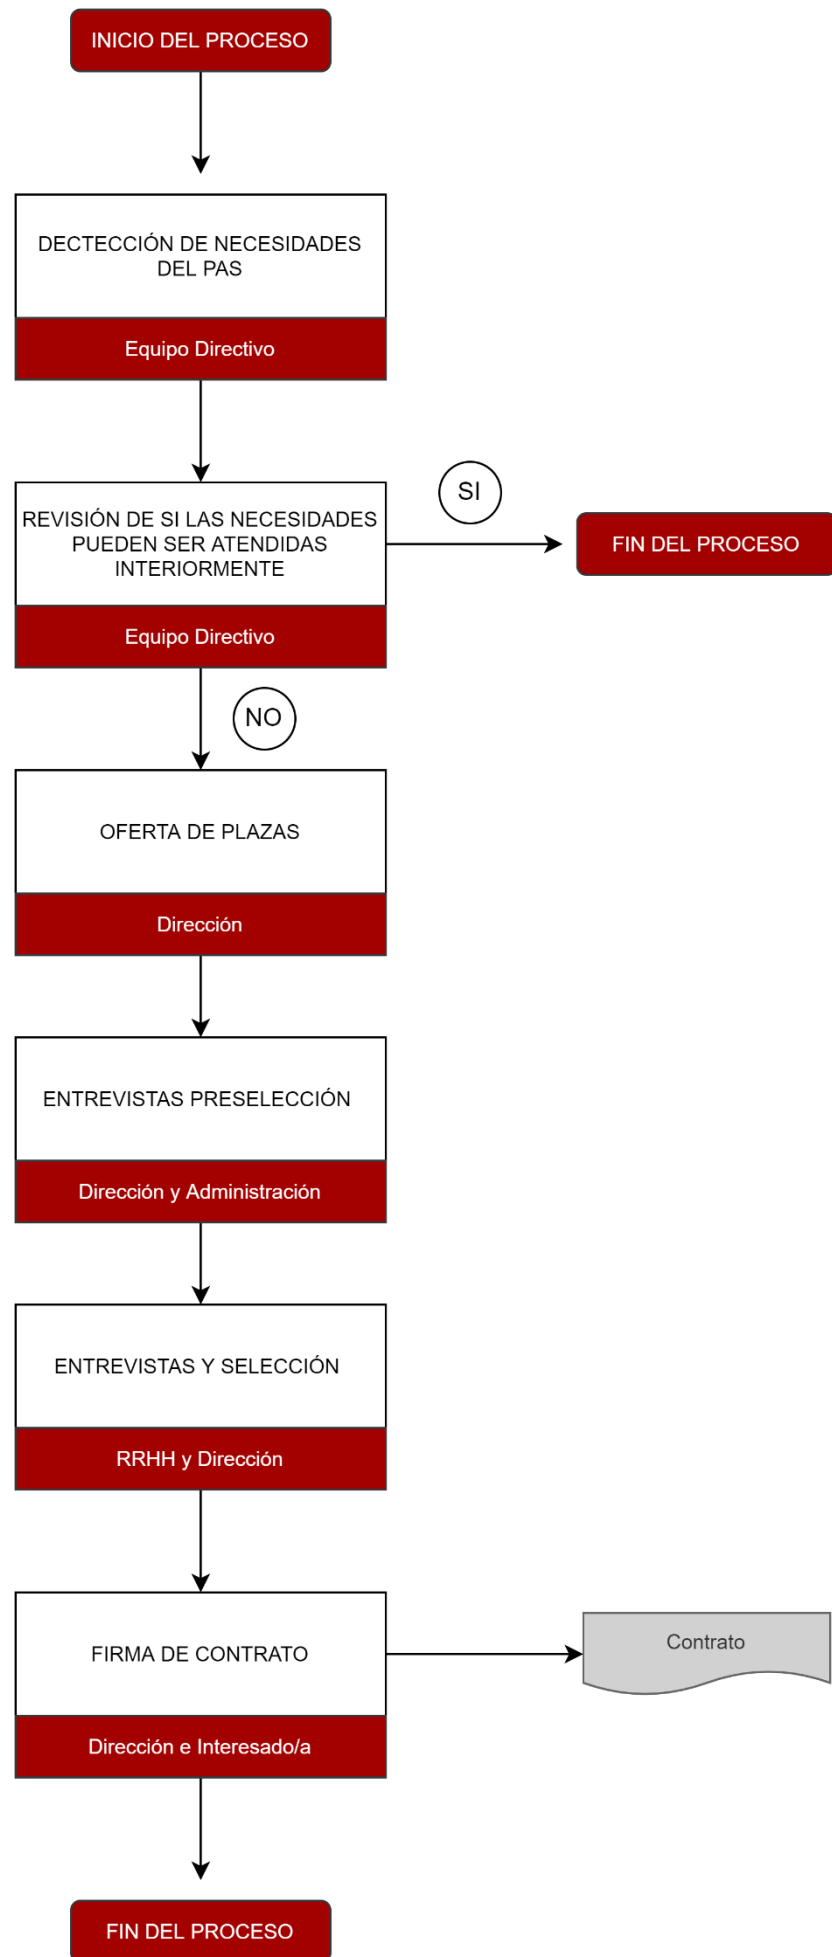 INICIO DEL PROCESO
DECTECCIÓN DE NECESIDADES
DEL PAS
Equipo Directivo
REVISIÓN DE SI LAS NECESIDADES
PUEDEN SER ATENDIDAS
INTERIORMENTE
Equipo Directivo
SI
FIN DEL PROCESO
NO
OFERTA DE PLAZAS
Dirección
ENTREVISTAS PRESELECCIÓN
Dirección y Administración
ENTREVISTAS Y SELECCIÓN
RRHH y Dirección
FIRMA DE CONTRATO
Dirección e Interesado/a
Contrato
FIN DEL PROCESO